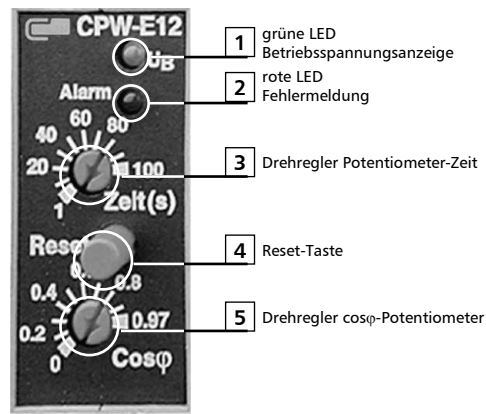 CPW-E12
UB
Alarm
60
40
80
20
100
1
Zeit(s)
Reset
0.4
0.8
0.2
0.97
0
Cosφ
1
grüne LED
Betriebsspannungsanzeige
2
rote LED
Fehlermeldung
3
Drehregler Potentiometer-Zeit
4
Reset-Taste
5
Drehregler cosφ-Potentiometer